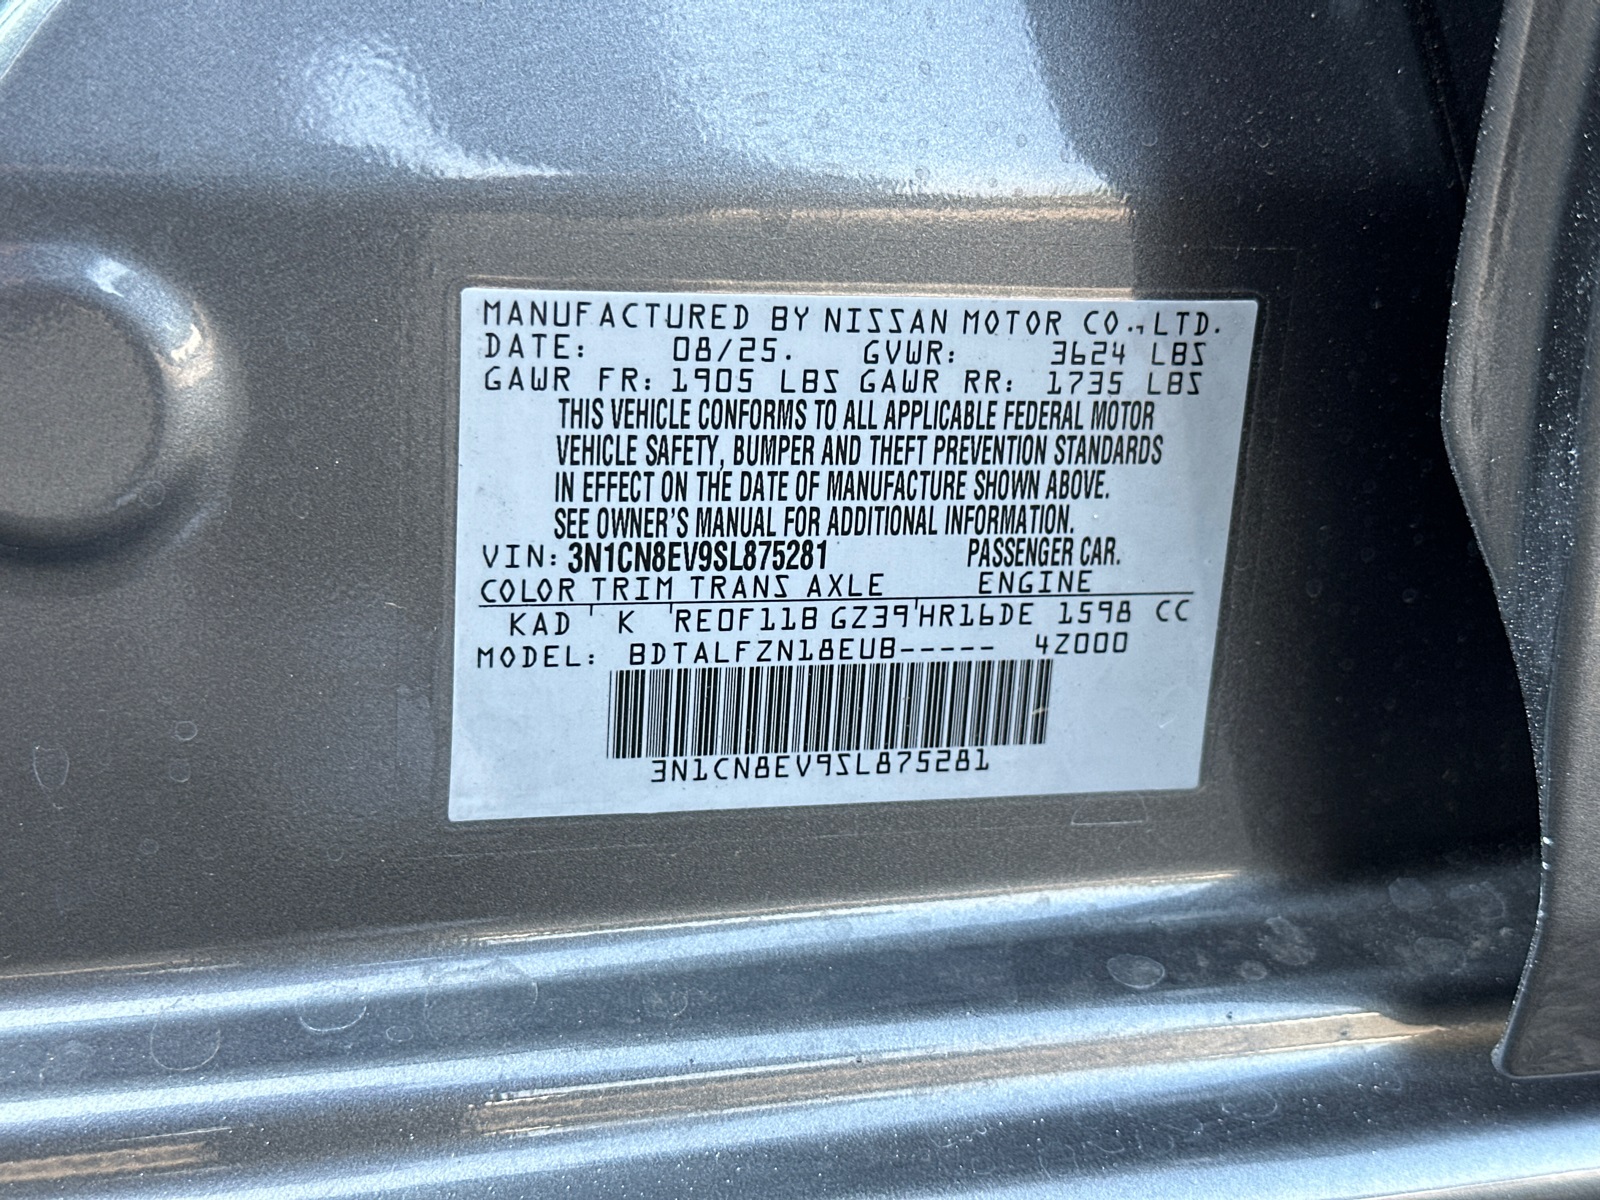 MANUFACTURED BY NISSAN MOTOR CO., LTD.
DATE: 08/25. GVWR: 3624 LBS
GAWR FR: 1905 LBS GAWR RR: 1735 LBS
THIS VEHICLE CONFORMS TO ALL APPLICABLE FEDERAL MOTOR
VEHICLE SAFETY, BUMPER AND THEFT PREVENTION STANDARDS
IN EFFECT ON THE DATE OF MANUFACTURE SHOWN ABOVE.
SEE OWNER'S MANUAL FOR ADDITIONAL INFORMATION.
VIN: 3N1CN8EV9SL875281 PASSENGER CAR.
COLOR TRIM TRANS AXLE ENGINE
KAD K RE0F11B GZ39 HR16DE 1598 CC
MODEL: BDTALFZN18EUB----- 4Z000
3N1CN8EV9SL875281